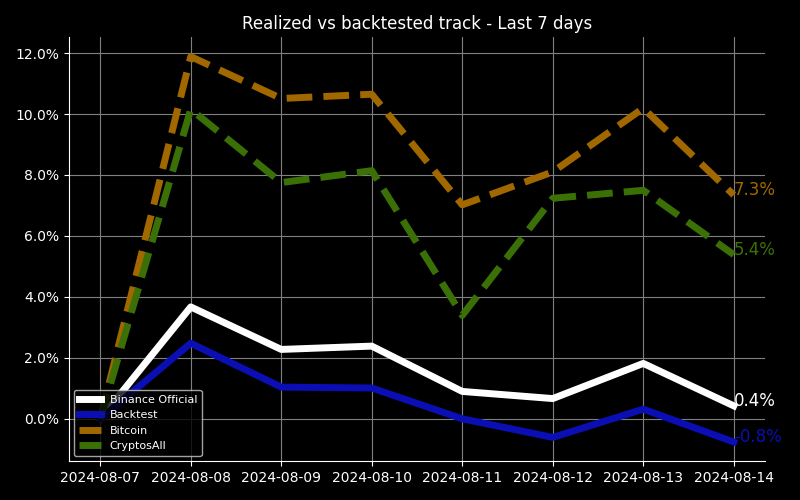 Realized vs backtested track - Last 7 days
12.0%
10.0%
8.0%
6.0%
4.0%
2.0%
0.0%
7.3%
5.4%
0.4%
-0.8%
Binance Official
Backtest
Bitcoin
CryptosAll
2024-08-07 2024-08-08 2024-08-09 2024-08-10 2024-08-11 2024-08-12 2024-08-13 2024-08-14